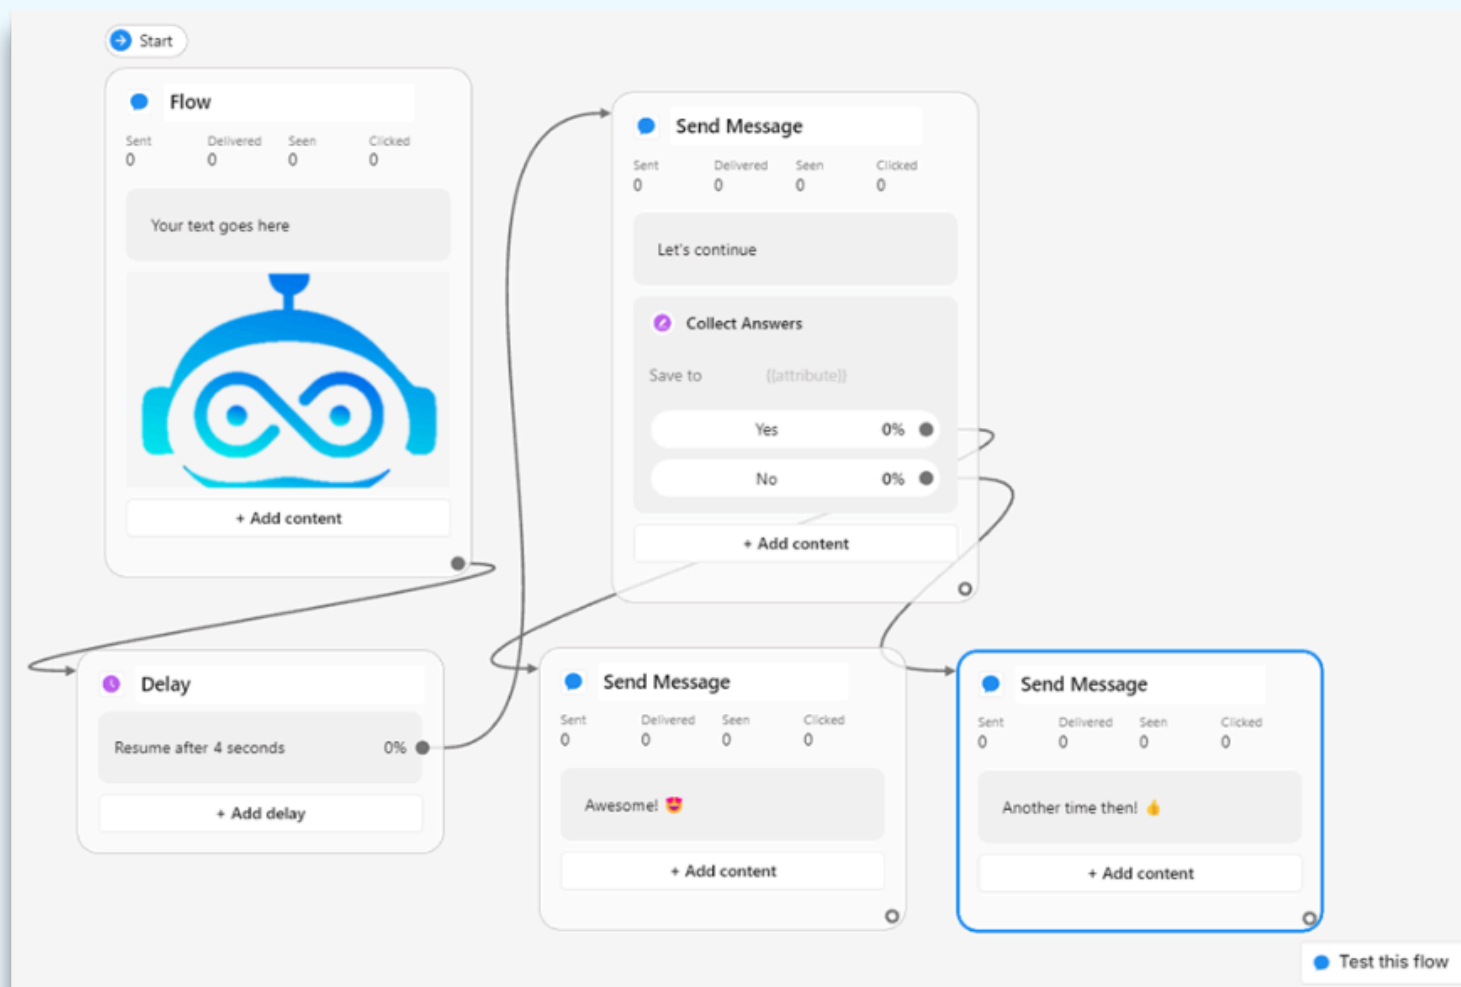 Start
Flow
Sent Delivered Seen Clicked
0 0 0 0
Your text goes here
+ Add content
Send Message
Sent Delivered Seen Clicked
0 0 0 0
Let's continue
Collect Answers
Save to {{attribute}}
Yes 0%
No 0%
+ Add content
Delay
Resume after 4 seconds 0%
+ Add delay
Send Message
Sent Delivered Seen Clicked
0 0 0 0
Awesome! 😍
+ Add content
Send Message
Sent Delivered Seen Clicked
0 0 0 0
Another time then! 👍
+ Add content
Test this flow